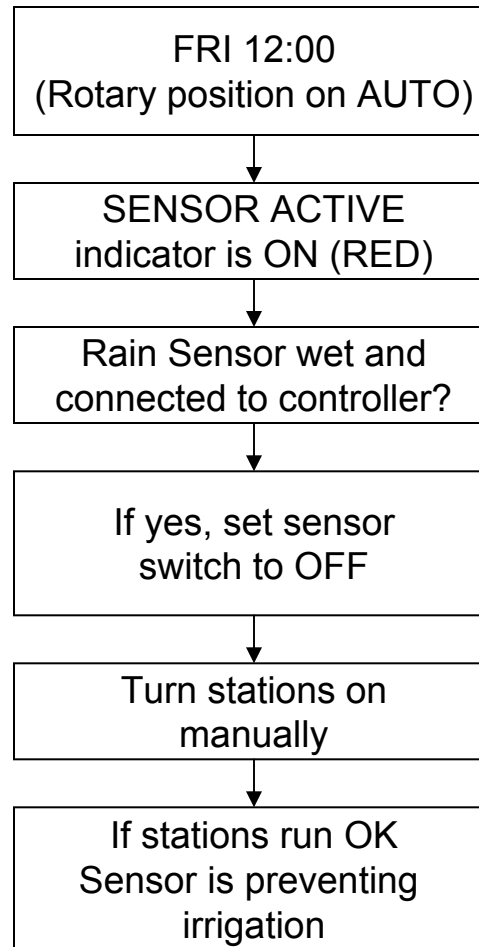 FRI 12:00
(Rotary position on AUTO)
SENSOR ACTIVE
indicator is ON (RED)
Rain Sensor wet and
connected to controller?
If yes, set sensor
switch to OFF
Turn stations on
manually
If stations run OK
Sensor is preventing
irrigation